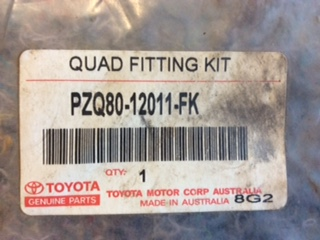 QUAD FITTING KIT
PZQ80-12011-FK
QTY: 1
TOYOTA
GENUINE PARTS
TOYOTA MOTOR CORP AUSTRALIA
MADE IN AUSTRALIA 8G2